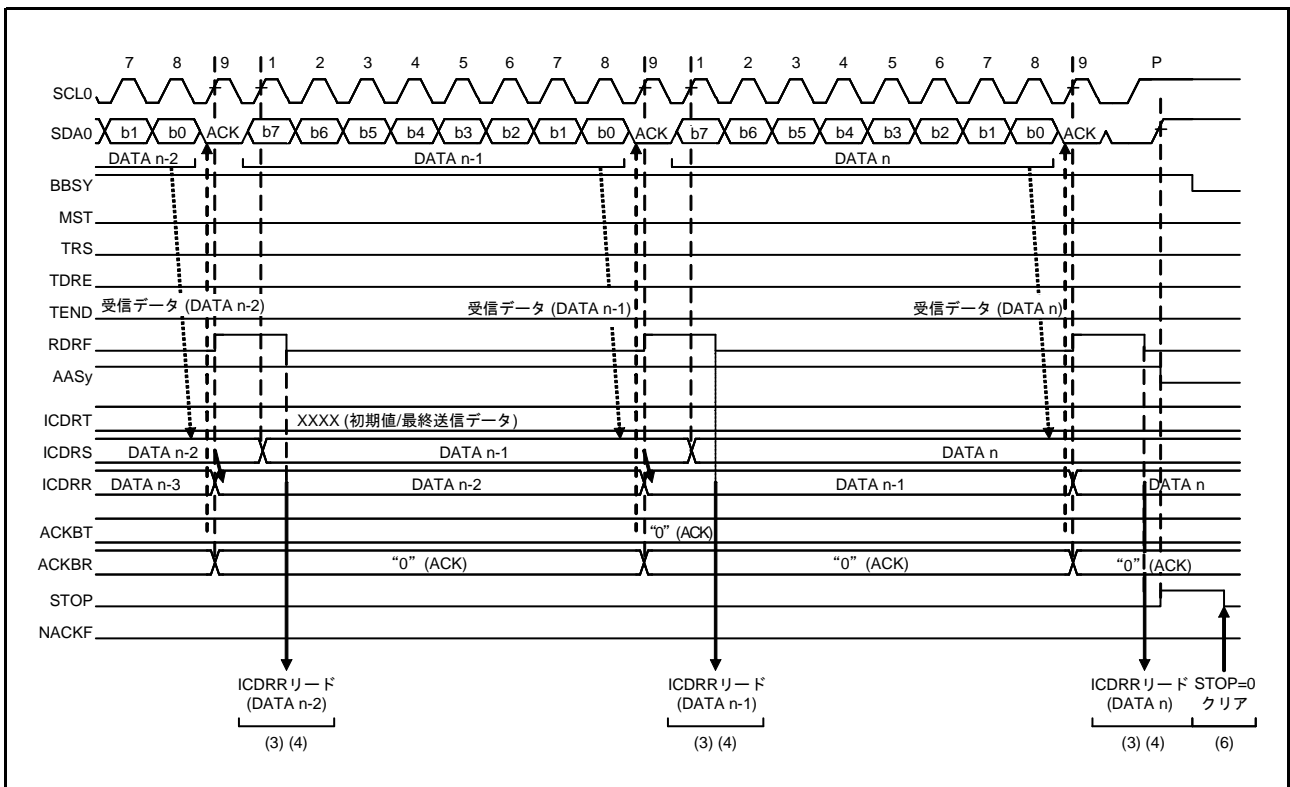 7 8 9 1 2 3 4 5 6 7 8 9 1 2 3 4 5 6 7 8 9 P
SCL0
SDA0 b1 b0 ACK b7 b6 b5 b4 b3 b2 b1 b0 ACK b7 b6 b5 b4 b3 b2 b1 b0 ACK
DATA n-2 DATA n-1 DATA n
BBSY
MST
TRS
TDRE
TEND 受信データ (DATA n-2) 受信データ (DATA n-1) 受信データ (DATA n)
RDRF
AASy
ICDRT XXXX (初期値/最終送信データ)
ICDRS DATA n-2 DATA n-1 DATA n
ICDRR DATA n-3 DATA n-2 DATA n-1 DATA n
ACKBT “0” (ACK)
ACKBR “0” (ACK) “0” (ACK) “0” (ACK)
STOP
NACKF
ICDRRリード ICDRRリード ICDRRリード STOP=0
(DATA n-2) (DATA n-1) (DATA n) クリア
(3) (4) (3) (4) (3) (4) (6)